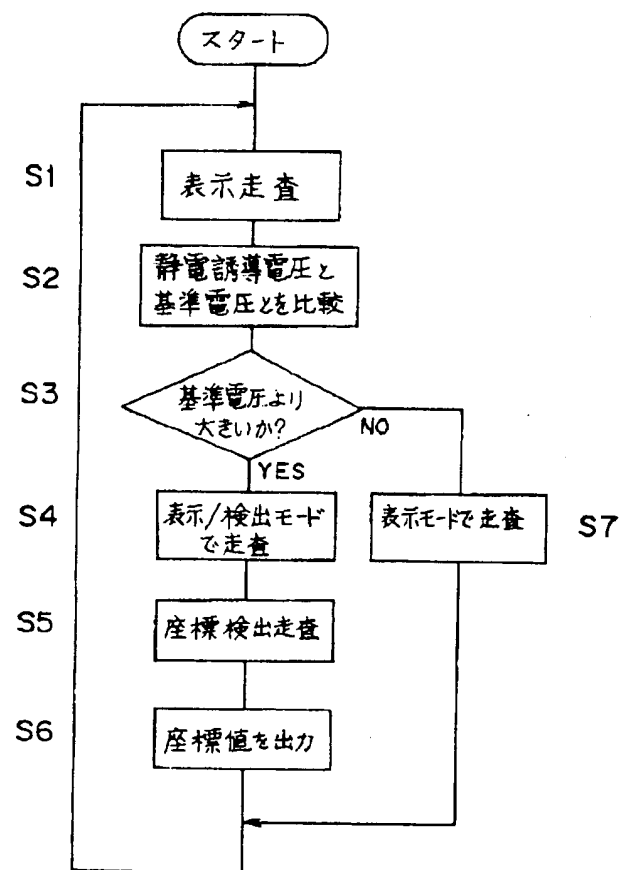 スタート
S1
表示走査
S2
静電誘導電圧と
基準電圧とを比較
S3
基準電圧より
大きいか?
NO
YES
S4
表示/検出モード
で走査
表示モードで走査
S7
S5
座標検出走査
S6
座標値を出力